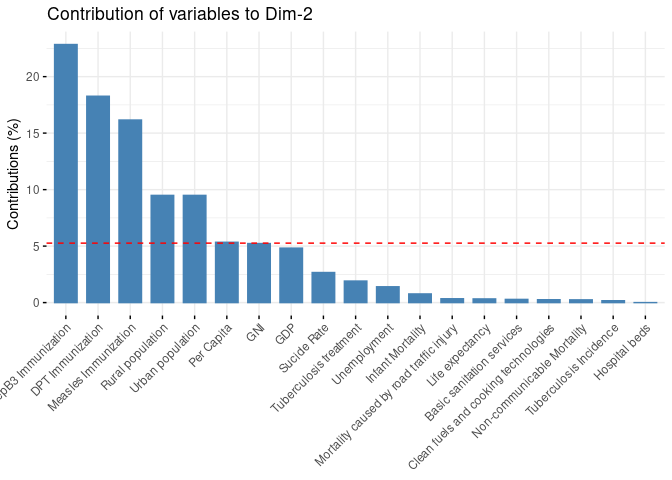 Contribution of variables to Dim-2
Contributions (%)
20
15
10
5
0
pB3 Immunization
DPT Immunization
Measles Immunization
Rural population
Urban population
Per Capita
GNI
GDP
Sucide Rate
Tuberculosis treatment
Unemployment
Infant Mortality
Mortality caused by road traffic injury
Life expectancy
Basic sanitation services
Clean fuels and cooking technologies
Non-communicable Mortality
Tuberculosis Incidence
Hospital beds